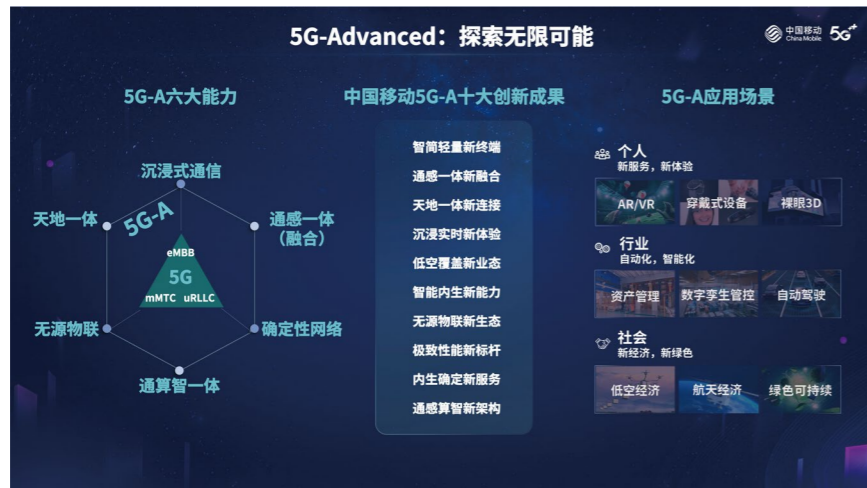 5G-Advanced：探索无限可能
中国移动
China Mobile
5G+
5G-A六大能力
沉浸式通信
天地一体
5G-A
通感一体
（融合）
eMBB
5G
mMTC uRLLC
无源物联
确定性网络
通算智一体
中国移动5G-A十大创新成果
智简轻量新终端
通感一体新融合
天地一体新连接
沉浸实时新体验
低空覆盖新业态
智能内生新能力
无源物联新生态
极致性能新标杆
内生确定新服务
通感算智新架构
5G-A应用场景
个人
新服务，新体验
AR/VR
穿戴式设备
裸眼3D
行业
自动化，智能化
资产管理
数字孪生管控
自动驾驶
社会
新经济，新绿色
低空经济
航天经济
绿色可持续